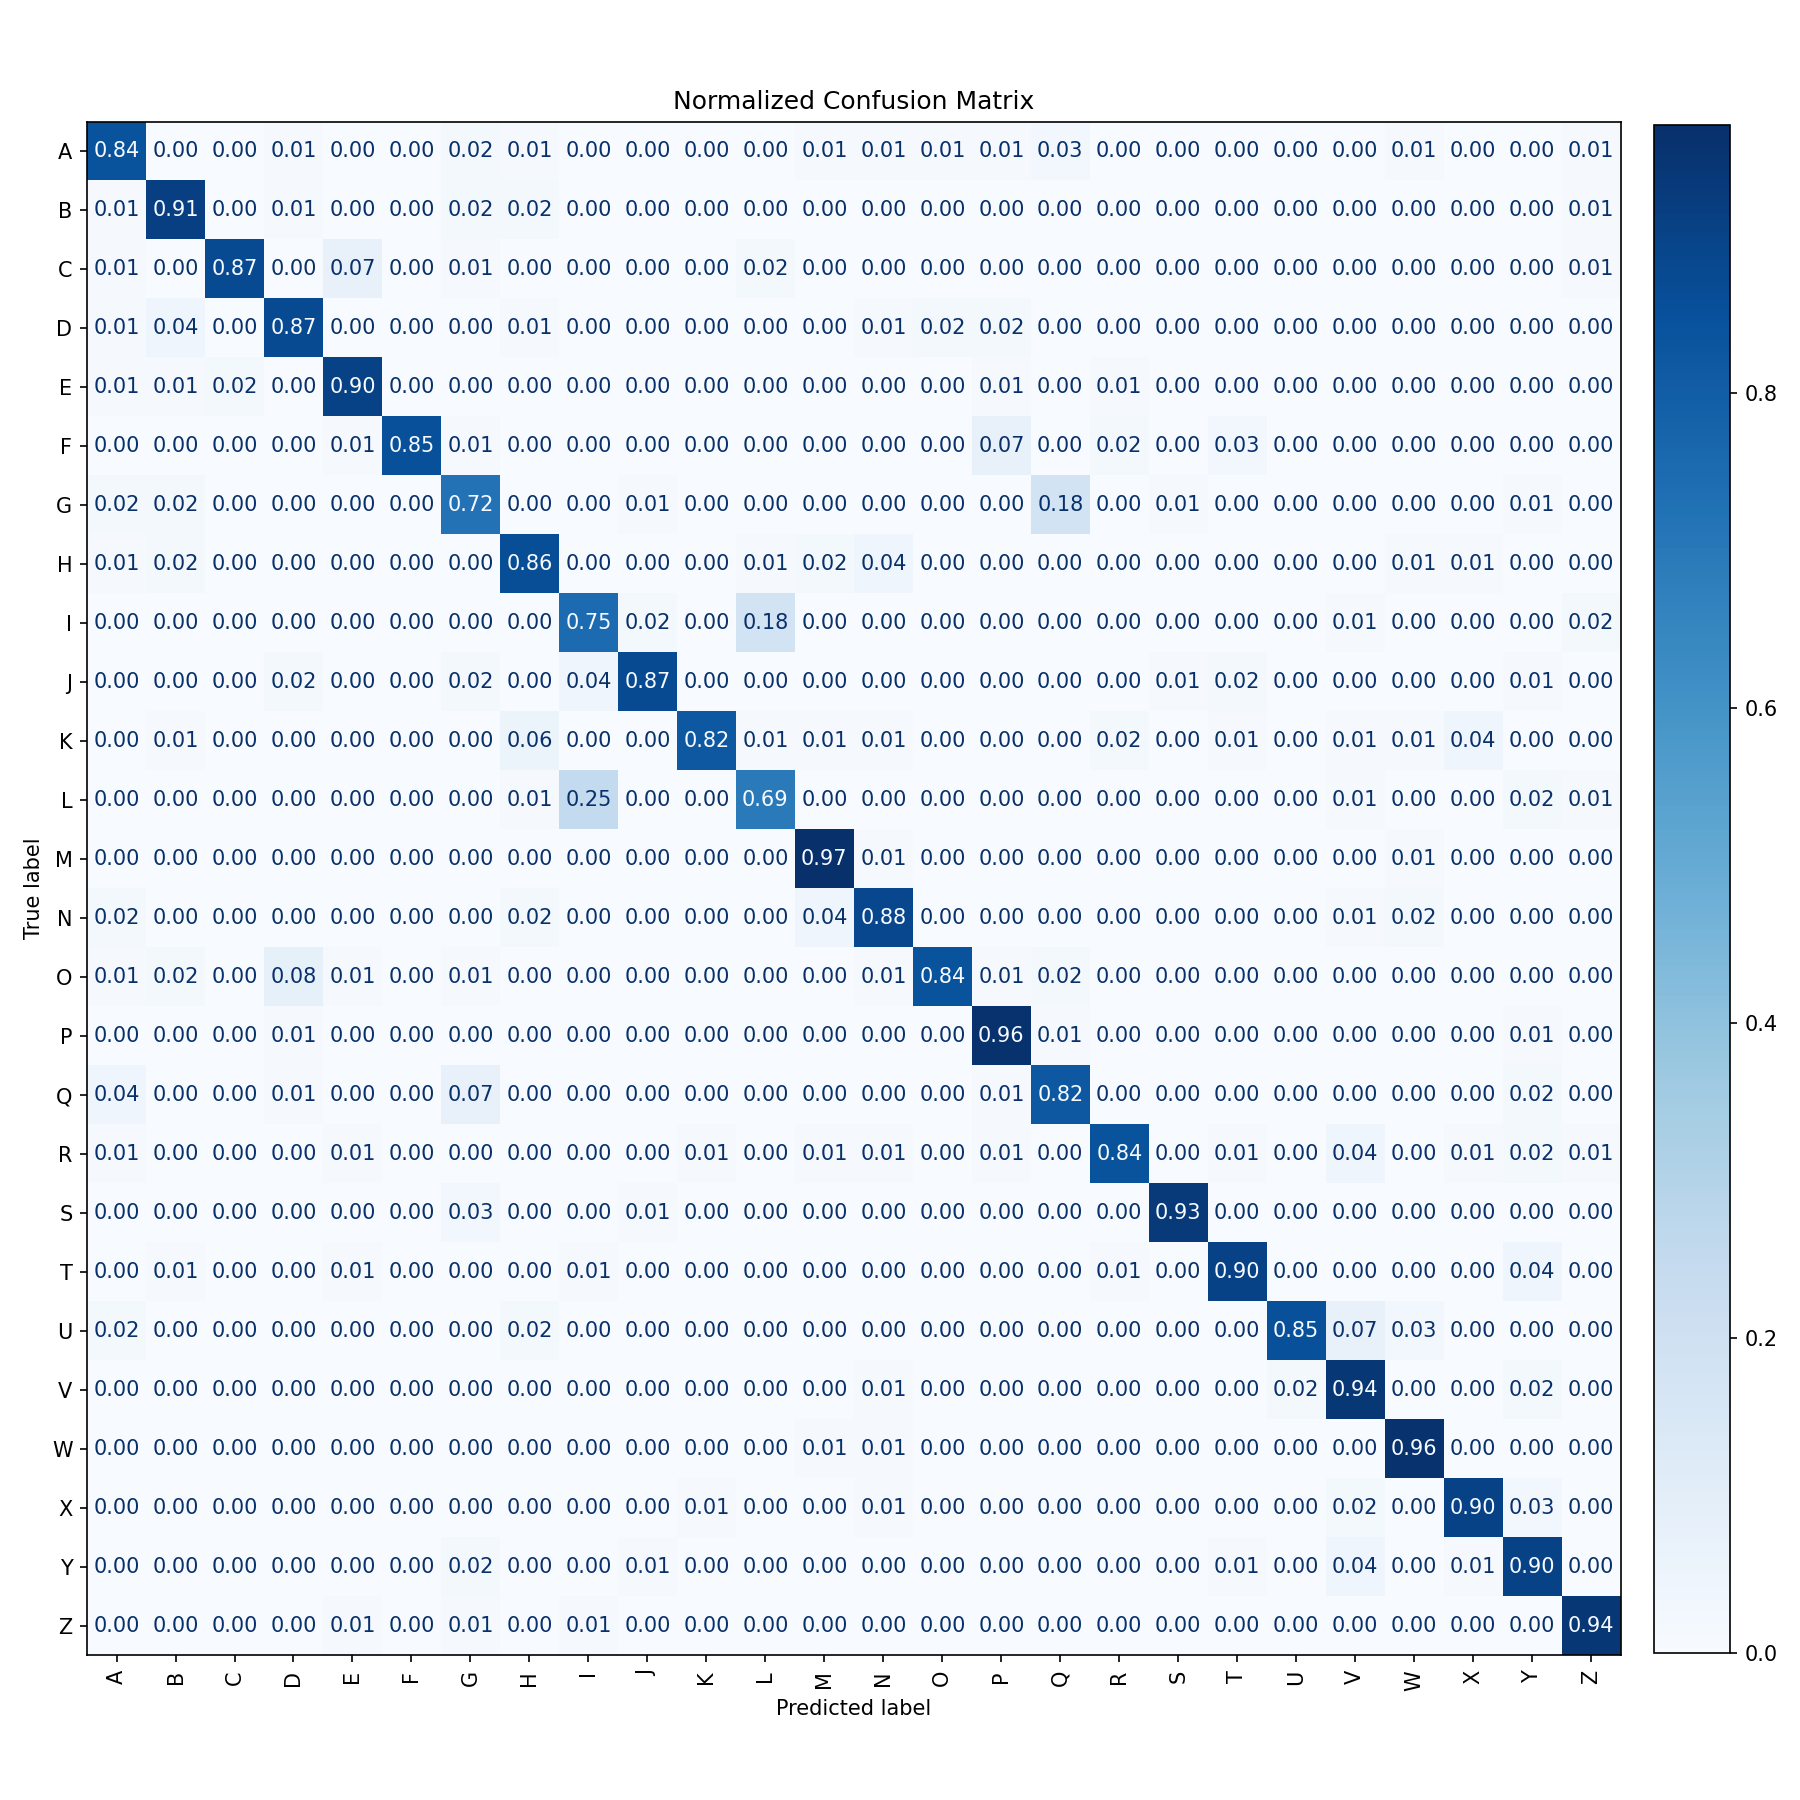 Normalized Confusion Matrix
A 0.84 0.00 0.00 0.01 0.00 0.00 0.02 0.01 0.00 0.00 0.00 0.00 0.01 0.01 0.01 0.01 0.03 0.00 0.00 0.00 0.00 0.00 0.01 0.00 0.00 0.01
B 0.01 0.91 0.00 0.01 0.00 0.00 0.02 0.02 0.00 0.00 0.00 0.00 0.00 0.00 0.00 0.00 0.00 0.00 0.00 0.00 0.00 0.00 0.00 0.00 0.00 0.01
C 0.01 0.00 0.87 0.00 0.07 0.00 0.01 0.00 0.00 0.00 0.00 0.02 0.00 0.00 0.00 0.00 0.00 0.00 0.00 0.00 0.00 0.00 0.00 0.00 0.00 0.01
D 0.01 0.04 0.00 0.87 0.00 0.00 0.00 0.01 0.00 0.00 0.00 0.00 0.00 0.01 0.02 0.02 0.00 0.00 0.00 0.00 0.00 0.00 0.00 0.00 0.00 0.00
E 0.01 0.01 0.02 0.00 0.90 0.00 0.00 0.00 0.00 0.00 0.00 0.00 0.00 0.00 0.00 0.01 0.00 0.01 0.00 0.00 0.00 0.00 0.00 0.00 0.00 0.00
F 0.00 0.00 0.00 0.00 0.01 0.85 0.01 0.00 0.00 0.00 0.00 0.00 0.00 0.00 0.00 0.07 0.00 0.02 0.00 0.03 0.00 0.00 0.00 0.00 0.00 0.00
G 0.02 0.02 0.00 0.00 0.00 0.00 0.72 0.00 0.00 0.01 0.00 0.00 0.00 0.00 0.00 0.00 0.18 0.00 0.01 0.00 0.00 0.00 0.00 0.00 0.01 0.00
H 0.01 0.02 0.00 0.00 0.00 0.00 0.00 0.86 0.00 0.00 0.00 0.01 0.02 0.04 0.00 0.00 0.00 0.00 0.00 0.00 0.00 0.00 0.01 0.01 0.00 0.00
I 0.00 0.00 0.00 0.00 0.00 0.00 0.00 0.00 0.75 0.02 0.00 0.18 0.00 0.00 0.00 0.00 0.00 0.00 0.00 0.00 0.00 0.01 0.00 0.00 0.00 0.02
J 0.00 0.00 0.00 0.02 0.00 0.00 0.02 0.00 0.04 0.87 0.00 0.00 0.00 0.00 0.00 0.00 0.00 0.00 0.01 0.02 0.00 0.00 0.00 0.00 0.01 0.00
K 0.00 0.01 0.00 0.00 0.00 0.00 0.00 0.06 0.00 0.00 0.82 0.01 0.01 0.01 0.00 0.00 0.00 0.02 0.00 0.01 0.00 0.01 0.01 0.04 0.00 0.00
L 0.00 0.00 0.00 0.00 0.00 0.00 0.00 0.01 0.25 0.00 0.00 0.69 0.00 0.00 0.00 0.00 0.00 0.00 0.00 0.00 0.00 0.01 0.00 0.00 0.02 0.01
M 0.00 0.00 0.00 0.00 0.00 0.00 0.00 0.00 0.00 0.00 0.00 0.00 0.97 0.01 0.00 0.00 0.00 0.00 0.00 0.00 0.00 0.00 0.01 0.00 0.00 0.00
N 0.02 0.00 0.00 0.00 0.00 0.00 0.00 0.02 0.00 0.00 0.00 0.00 0.04 0.88 0.00 0.00 0.00 0.00 0.00 0.00 0.00 0.01 0.02 0.00 0.00 0.00
O 0.01 0.02 0.00 0.08 0.01 0.00 0.01 0.00 0.00 0.00 0.00 0.00 0.00 0.01 0.84 0.01 0.02 0.00 0.00 0.00 0.00 0.00 0.00 0.00 0.00 0.00
P 0.00 0.00 0.00 0.01 0.00 0.00 0.00 0.00 0.00 0.00 0.00 0.00 0.00 0.00 0.00 0.96 0.01 0.00 0.00 0.00 0.00 0.00 0.00 0.00 0.01 0.00
Q 0.04 0.00 0.00 0.01 0.00 0.00 0.07 0.00 0.00 0.00 0.00 0.00 0.00 0.00 0.00 0.01 0.82 0.00 0.00 0.00 0.00 0.00 0.00 0.00 0.02 0.00
R 0.01 0.00 0.00 0.00 0.01 0.00 0.00 0.00 0.00 0.00 0.01 0.00 0.01 0.01 0.00 0.01 0.00 0.84 0.00 0.01 0.00 0.04 0.00 0.01 0.02 0.01
S 0.00 0.00 0.00 0.00 0.00 0.00 0.03 0.00 0.00 0.01 0.00 0.00 0.00 0.00 0.00 0.00 0.00 0.00 0.93 0.00 0.00 0.00 0.00 0.00 0.00 0.00
T 0.00 0.01 0.00 0.00 0.01 0.00 0.00 0.00 0.01 0.00 0.00 0.00 0.00 0.00 0.00 0.00 0.00 0.01 0.00 0.90 0.00 0.00 0.00 0.00 0.04 0.00
U 0.02 0.00 0.00 0.00 0.00 0.00 0.00 0.02 0.00 0.00 0.00 0.00 0.00 0.00 0.00 0.00 0.00 0.00 0.00 0.00 0.85 0.07 0.03 0.00 0.00 0.00
V 0.00 0.00 0.00 0.00 0.00 0.00 0.00 0.00 0.00 0.00 0.00 0.00 0.00 0.01 0.00 0.00 0.00 0.00 0.00 0.00 0.02 0.94 0.00 0.00 0.02 0.00
W 0.00 0.00 0.00 0.00 0.00 0.00 0.00 0.00 0.00 0.00 0.00 0.00 0.01 0.01 0.00 0.00 0.00 0.00 0.00 0.00 0.00 0.00 0.96 0.00 0.00 0.00
X 0.00 0.00 0.00 0.00 0.00 0.00 0.00 0.00 0.00 0.00 0.01 0.00 0.00 0.01 0.00 0.00 0.00 0.00 0.00 0.00 0.00 0.02 0.00 0.90 0.03 0.00
Y 0.00 0.00 0.00 0.00 0.00 0.00 0.02 0.00 0.00 0.01 0.00 0.00 0.00 0.00 0.00 0.00 0.00 0.00 0.00 0.01 0.00 0.04 0.00 0.01 0.90 0.00
Z 0.00 0.00 0.00 0.00 0.01 0.00 0.01 0.00 0.01 0.00 0.00 0.00 0.00 0.00 0.00 0.00 0.00 0.00 0.00 0.00 0.00 0.00 0.00 0.00 0.00 0.94
A B C D E F G H I J K L M N O P Q R S T U V W X Y Z
Predicted label
True label
0.8
0.6
0.4
0.2
0.0